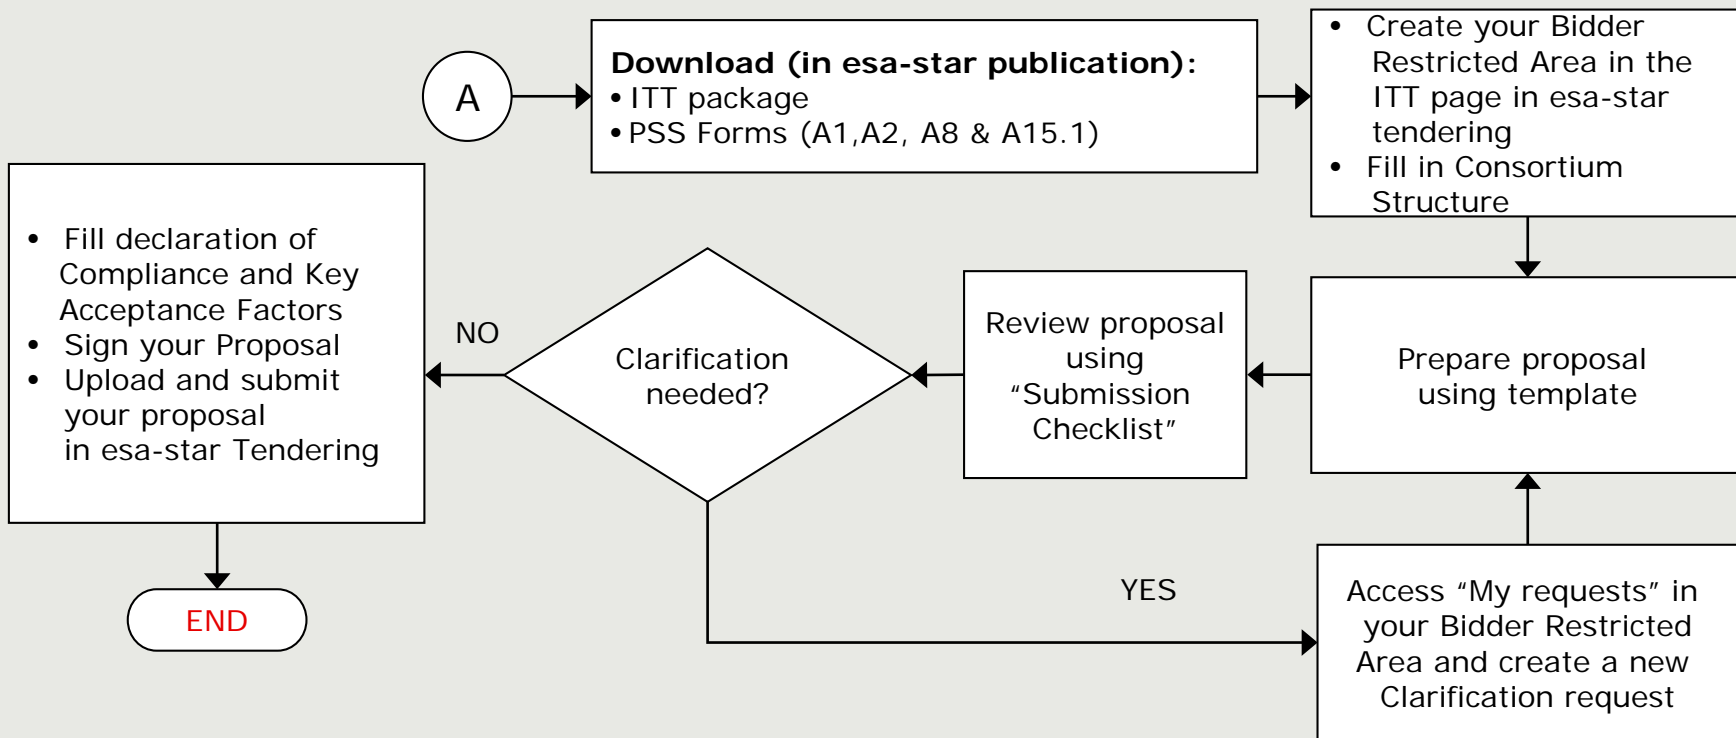 A
Download (in esa-star publication):
• ITT package
• PSS Forms (A1,A2, A8 & A15.1)
• Create your Bidder
Restricted Area in the
ITT page in esa-star
tendering
• Fill in Consortium
Structure
Prepare proposal
using template
Review proposal
using
“Submission
Checklist”
Clarification
needed?
NO
• Fill declaration of
Compliance and Key
Acceptance Factors
• Sign your Proposal
• Upload and submit
your proposal
in esa-star Tendering
END
YES
Access “My requests” in
your Bidder Restricted
Area and create a new
Clarification request